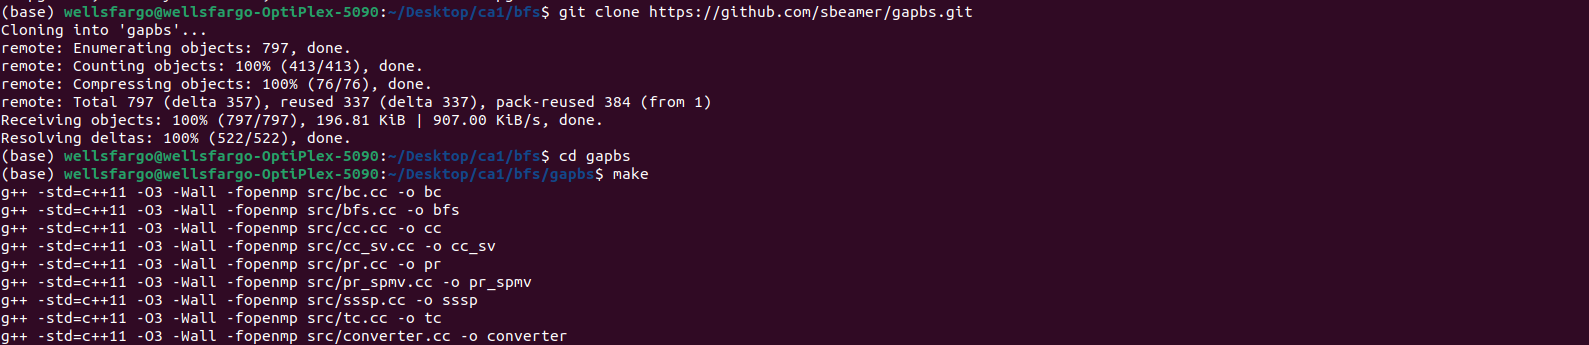 (base) wellsfargo@wellsfargo-OptiPlex-5090:~/Desktop/ca1/bfs$ git clone https://github.com/sbeamer/gapbs.git
Cloning into 'gapbs'...
remote: Enumerating objects: 797, done.
remote: Counting objects: 100% (413/413), done.
remote: Compressing objects: 100% (76/76), done.
remote: Total 797 (delta 357), reused 337 (delta 337), pack-reused 384 (from 1)
Receiving objects: 100% (797/797), 196.81 KiB | 907.00 KiB/s, done.
Resolving deltas: 100% (522/522), done.
(base) wellsfargo@wellsfargo-OptiPlex-5090:~/Desktop/ca1/bfs$ cd gapbs
(base) wellsfargo@wellsfargo-OptiPlex-5090:~/Desktop/ca1/bfs/gapbs$ make
g++ -std=c++11 -O3 -Wall -fopenmp src/bc.cc -o bc
g++ -std=c++11 -O3 -Wall -fopenmp src/bfs.cc -o bfs
g++ -std=c++11 -O3 -Wall -fopenmp src/cc.cc -o cc
g++ -std=c++11 -O3 -Wall -fopenmp src/cc_sv.cc -o cc_sv
g++ -std=c++11 -O3 -Wall -fopenmp src/pr.cc -o pr
g++ -std=c++11 -O3 -Wall -fopenmp src/pr_spmv.cc -o pr_spmv
g++ -std=c++11 -O3 -Wall -fopenmp src/sssp.cc -o sssp
g++ -std=c++11 -O3 -Wall -fopenmp src/tc.cc -o tc
g++ -std=c++11 -O3 -Wall -fopenmp src/converter.cc -o converter